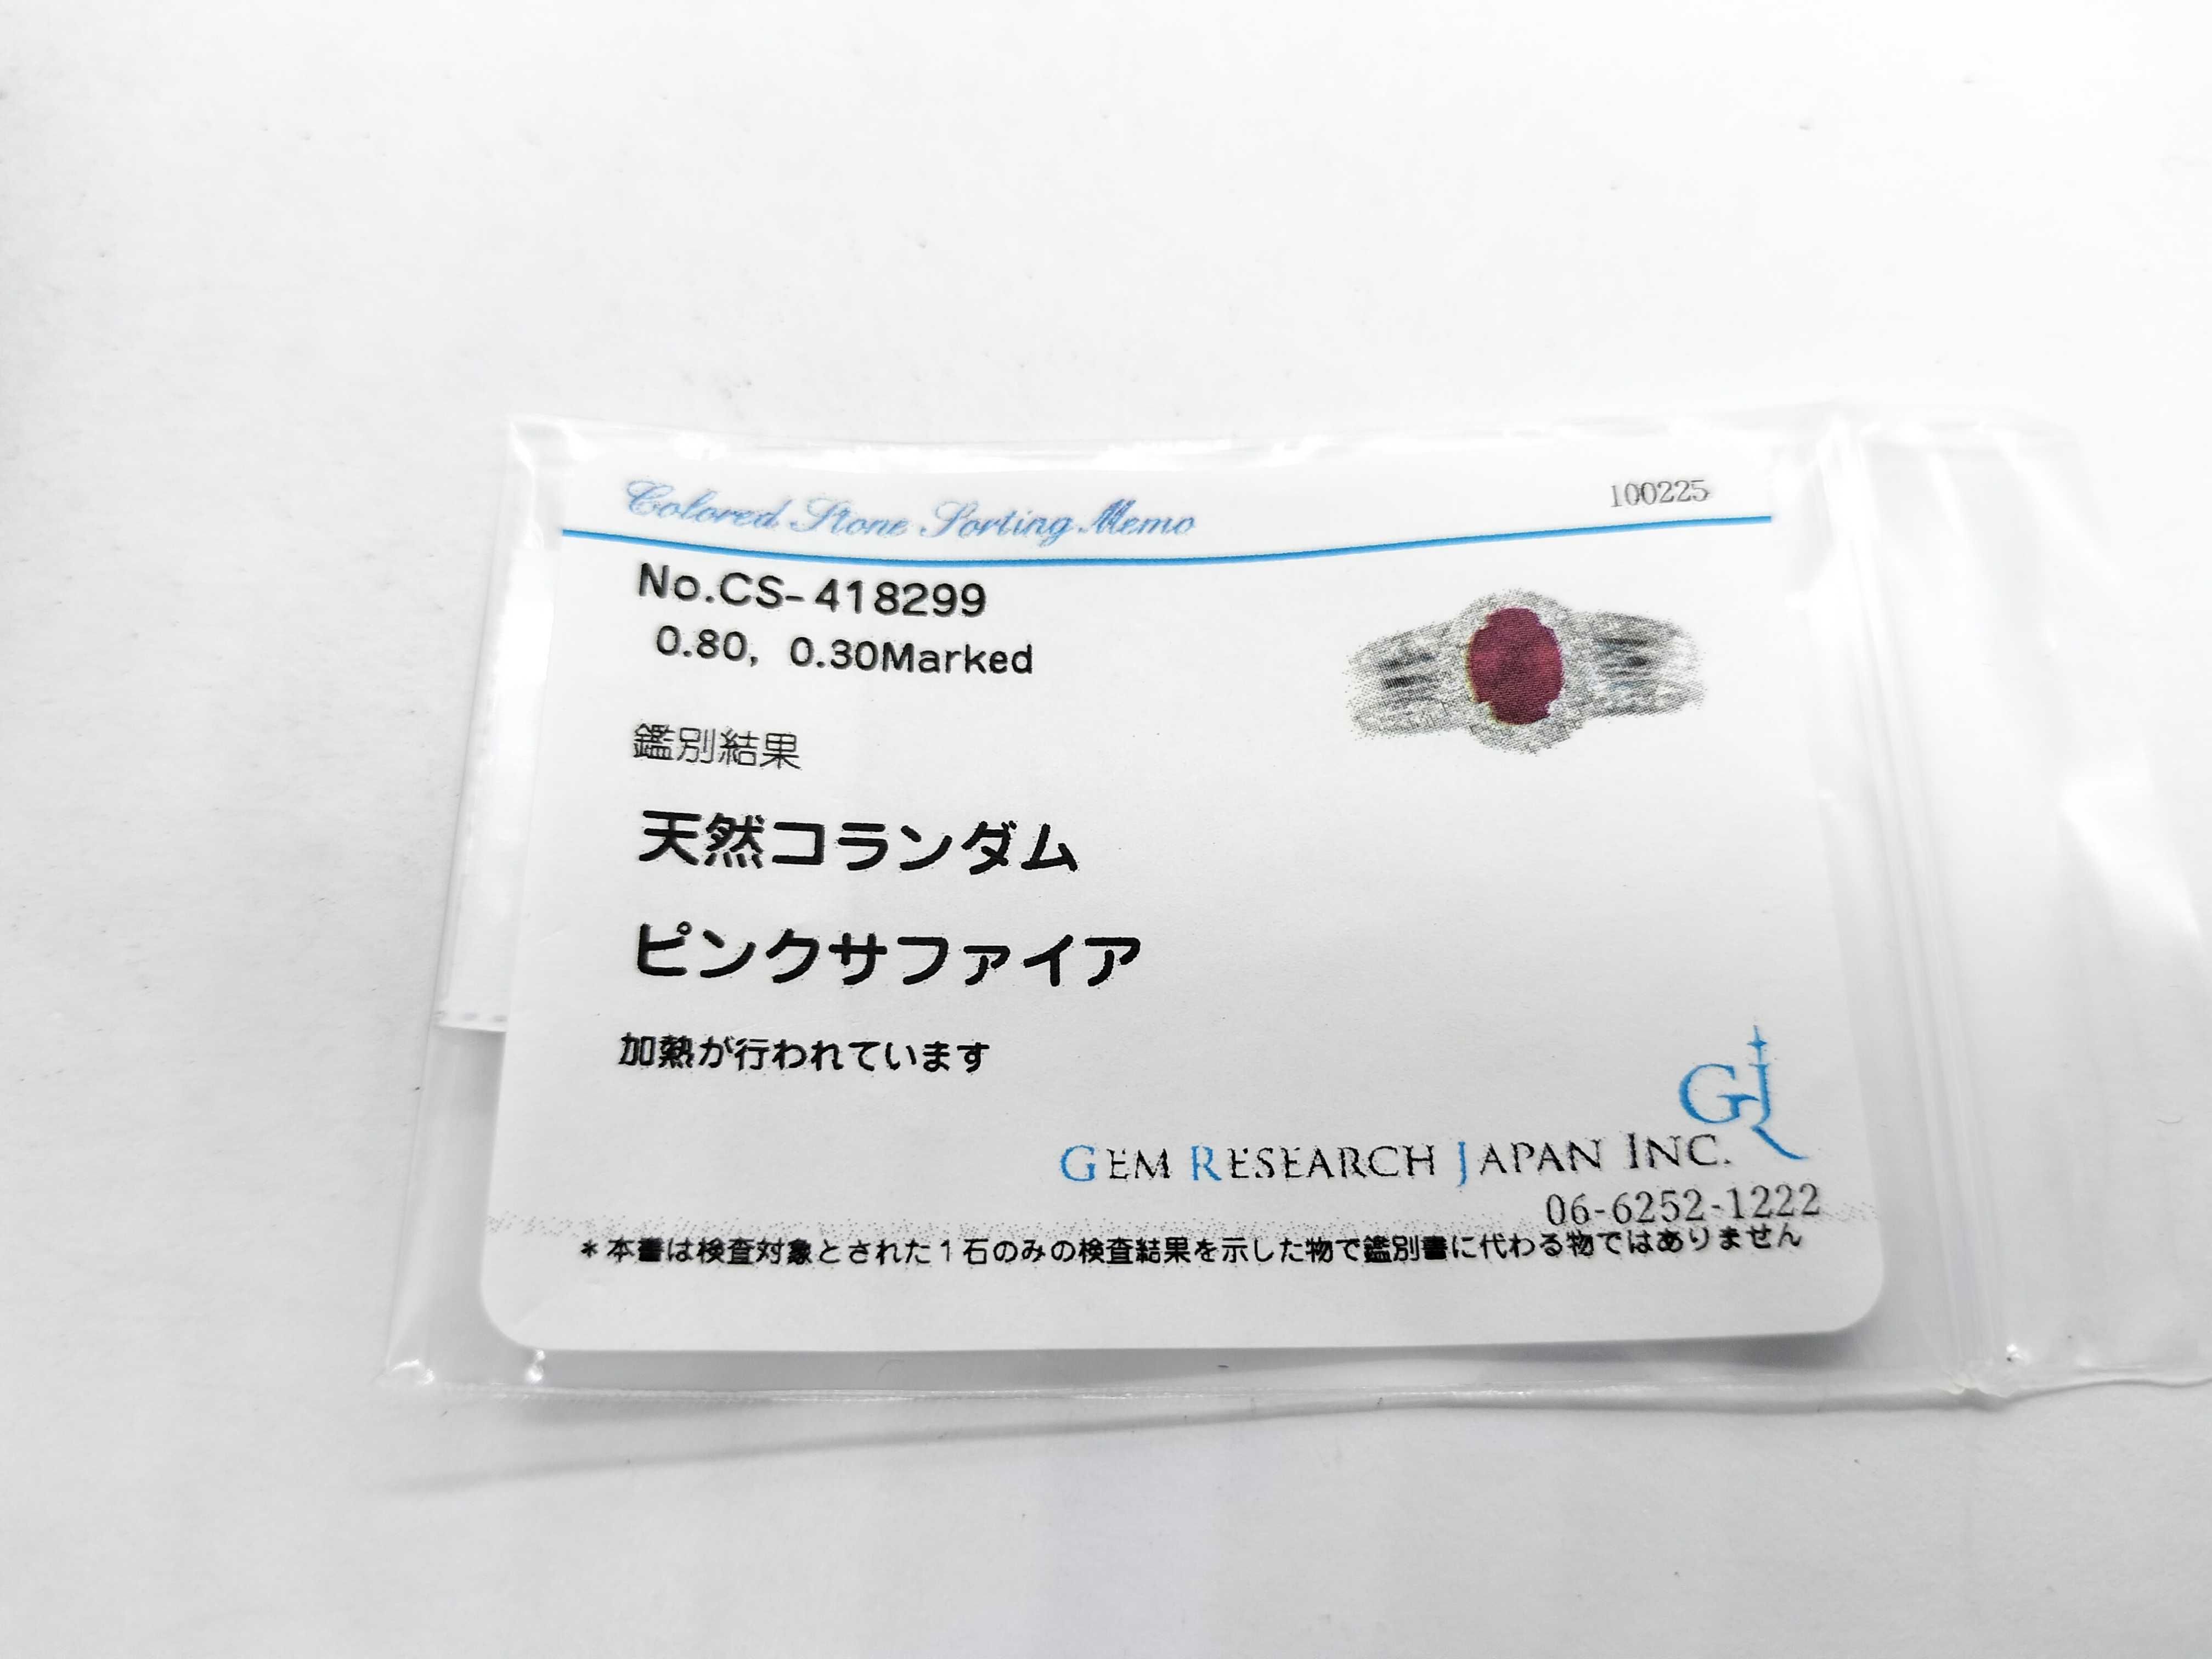 Colored Stone Sorting Memo
100225
No.CS-418299
0.80, 0.30Marked
鑑別結果
天然コランダム
ピンクサファイア
加熱が行われています
GJR
GEM RESEARCH JAPAN INC.
06-6252-1222
*本書は検査対象とされた1石のみの検査結果を示した物で鑑別書に代わる物ではありません